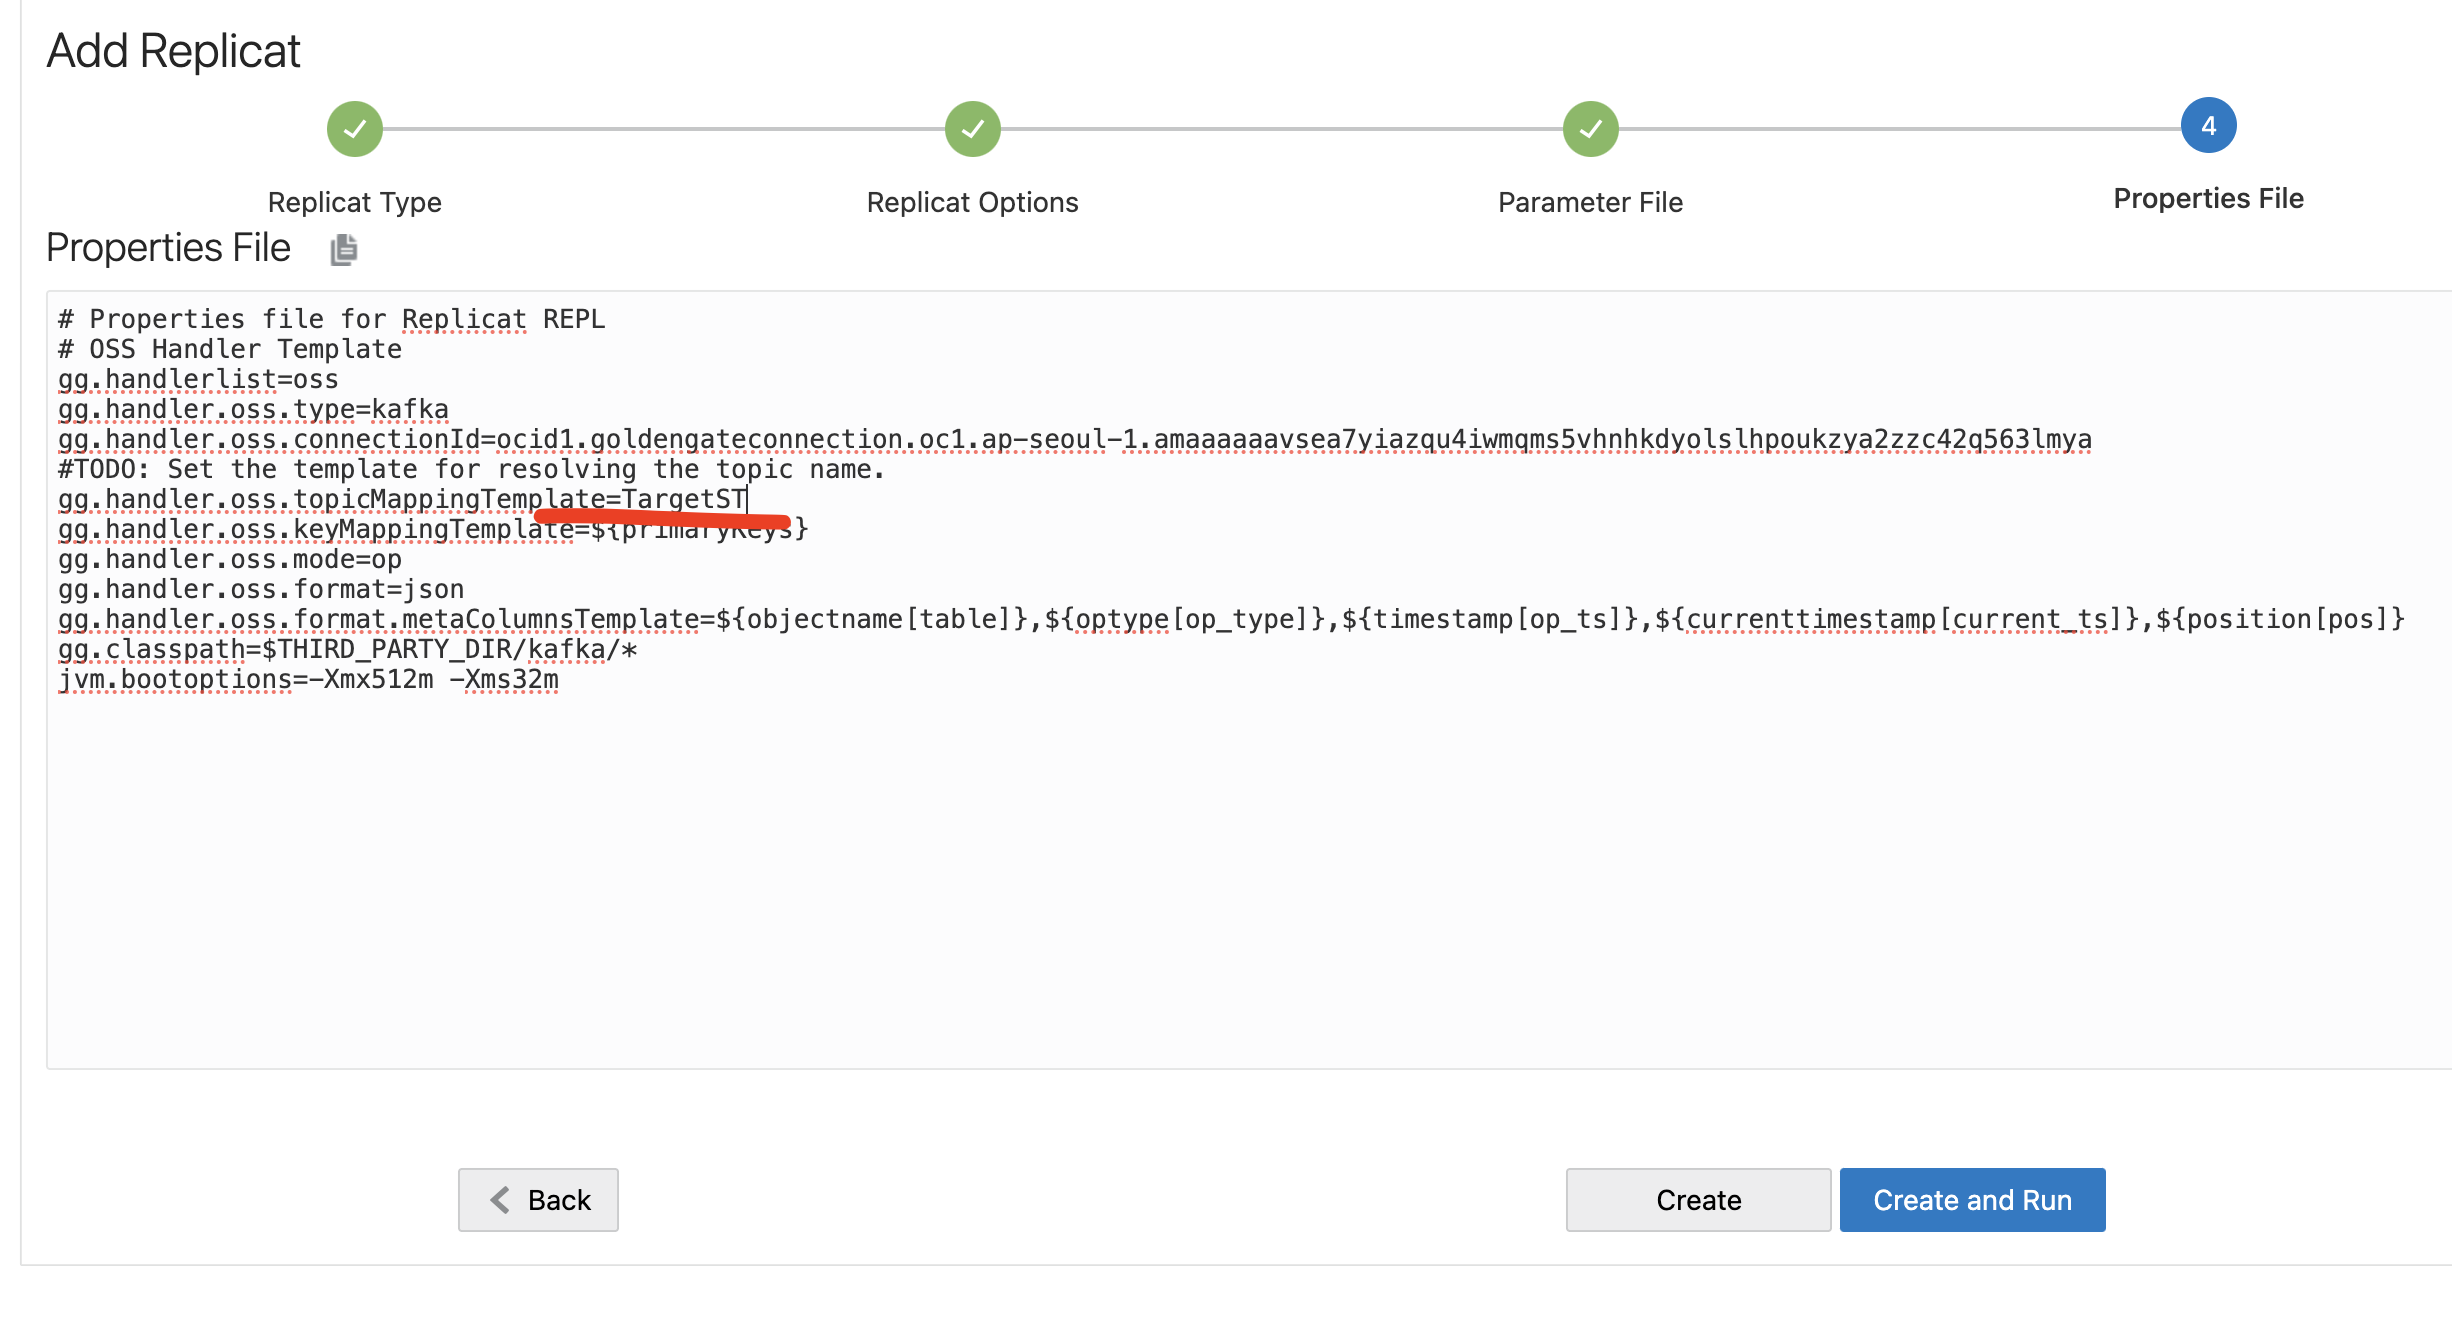 Add Replicat
4
Replicat Type
Replicat Options
Parameter File
Properties File
Properties File
# Properties file for Replicat REPL
# OSS Handler Template
gg.handlerlist=oss
gg.handler.oss.type=kafka
gg.handler.oss.connectionId=ocid1.goldengateconnection.oc1.ap-seoul-1.amaaaaaavsea7yiazqu4iwmqms5vhnhkdyolslhpoukzya2zzc42q563lmya
#TODO: Set the template for resolving the topic name.
gg.handler.oss.topicMappingTemplate=TargetST
gg.handler.oss.keyMappingTemplate=${primaryKeys}
gg.handler.oss.mode=op
gg.handler.oss.format=json
gg.handler.oss.format.metaColumnsTemplate=${objectname[table]},${optype[op_type]},${timestamp[op_ts]},${currenttimestamp[current_ts]},${position[pos]}
gg.classpath=$THIRD_PARTY_DIR/kafka/*
jvm.bootoptions=-Xmx512m -Xms32m
Back
Create
Create and Run